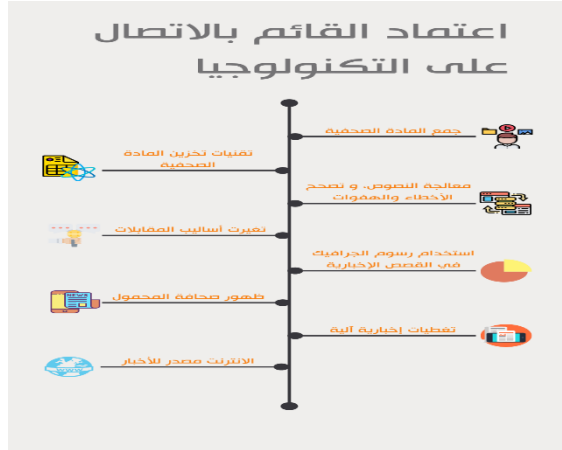 اعتماد القائم بالاتصال
على التكنولوجيا
جمع المادة الصحفية
تقنيات تخزين المادة
الصحفية
معالجة النصوص، و تصحح
الأخطاء والهفوات
تغيرت أساليب المقابلات
استخدام رسوم الجرافيك
في القصص الإخبارية
ظهور صحافة المحمول
تغطيات إخبارية آلية
الانترنت مصدر للأخبار